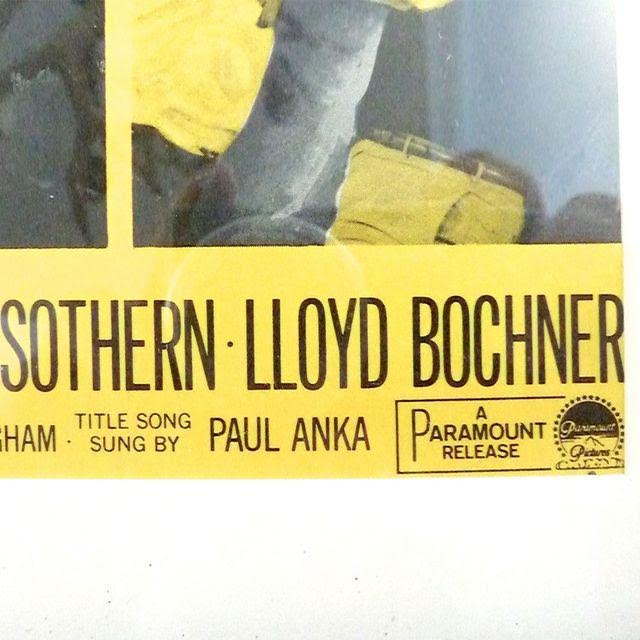 SOTHERN · LLOYD BOCHNER
GHAM · TITLE SONG SUNG BY PAUL ANKA
A
PARAMOUNT
RELEASE
Paramount
Pictures